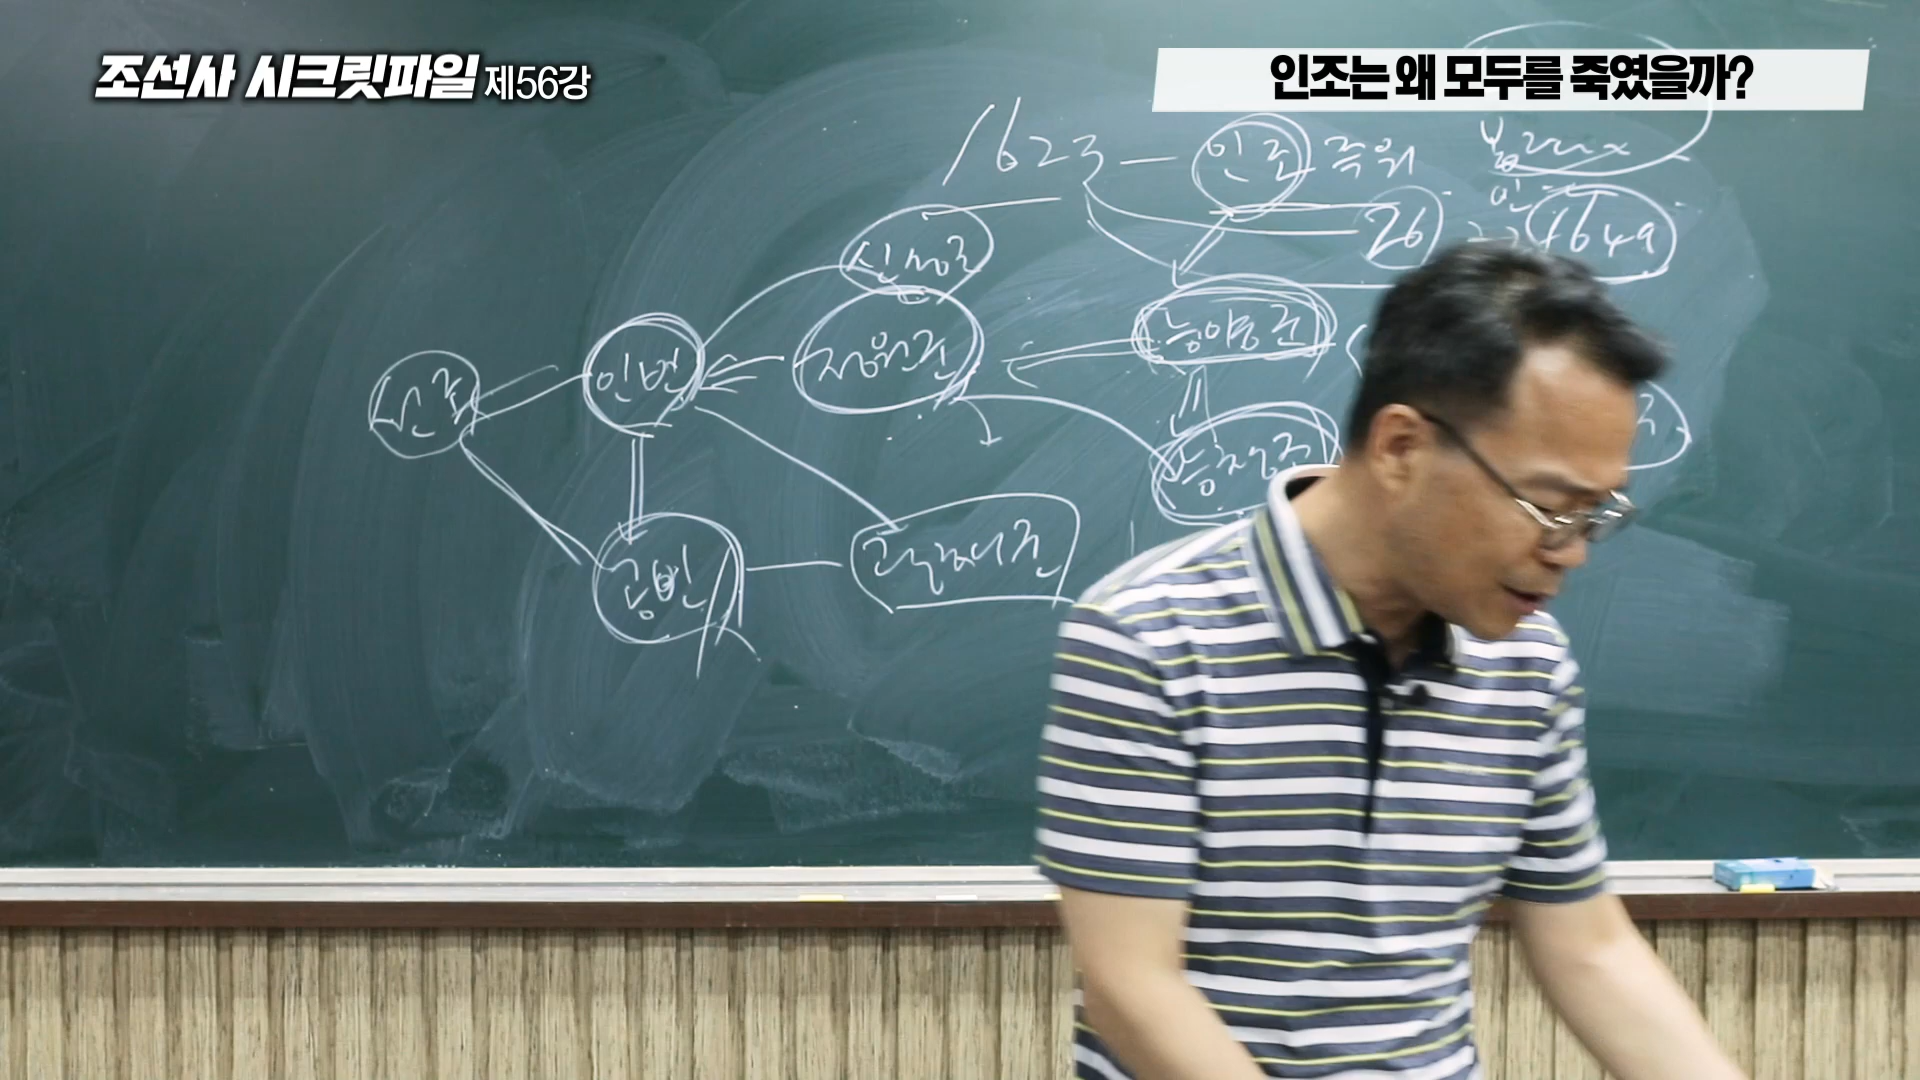 조선사 시크릿파일 제56강
인조는 왜 모두를 죽였을까?
1623 — 인조 즉위
인
26
1649
신성군
정원군
능양군
선조
인빈
능창군
공빈
광해군